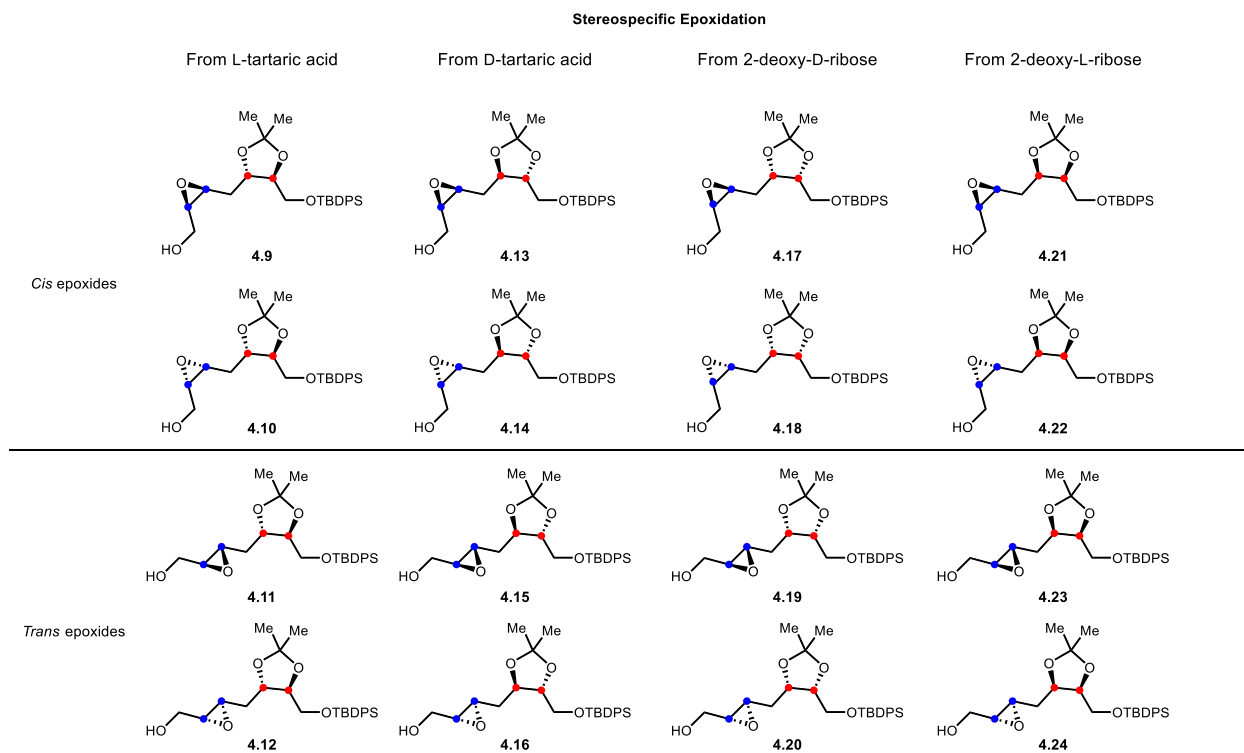 Stereospecific Epoxidation
From L-tartaric acid From D-tartaric acid From 2-deoxy-D-ribose From 2-deoxy-L-ribose
Me Me Me Me Me Me Me Me
O O O O O O O O
O O O O
OTBDPS OTBDPS OTBDPS OTBDPS
HO HO HO HO
4.9 4.13 4.17 4.21
Cis epoxides
Me Me Me Me Me Me Me Me
O O O O O O O O
O O O O
OTBDPS OTBDPS OTBDPS OTBDPS
HO HO HO HO
4.10 4.14 4.18 4.22
Me Me Me Me Me Me Me Me
O O O O O O O O
OTBDPS OTBDPS OTBDPS OTBDPS
HO O HO O HO O HO O
4.11 4.15 4.19 4.23
Trans epoxides
Me Me Me Me Me Me Me Me
O O O O O O O O
OTBDPS OTBDPS OTBDPS OTBDPS
HO O HO O HO O HO O
4.12 4.16 4.20 4.24